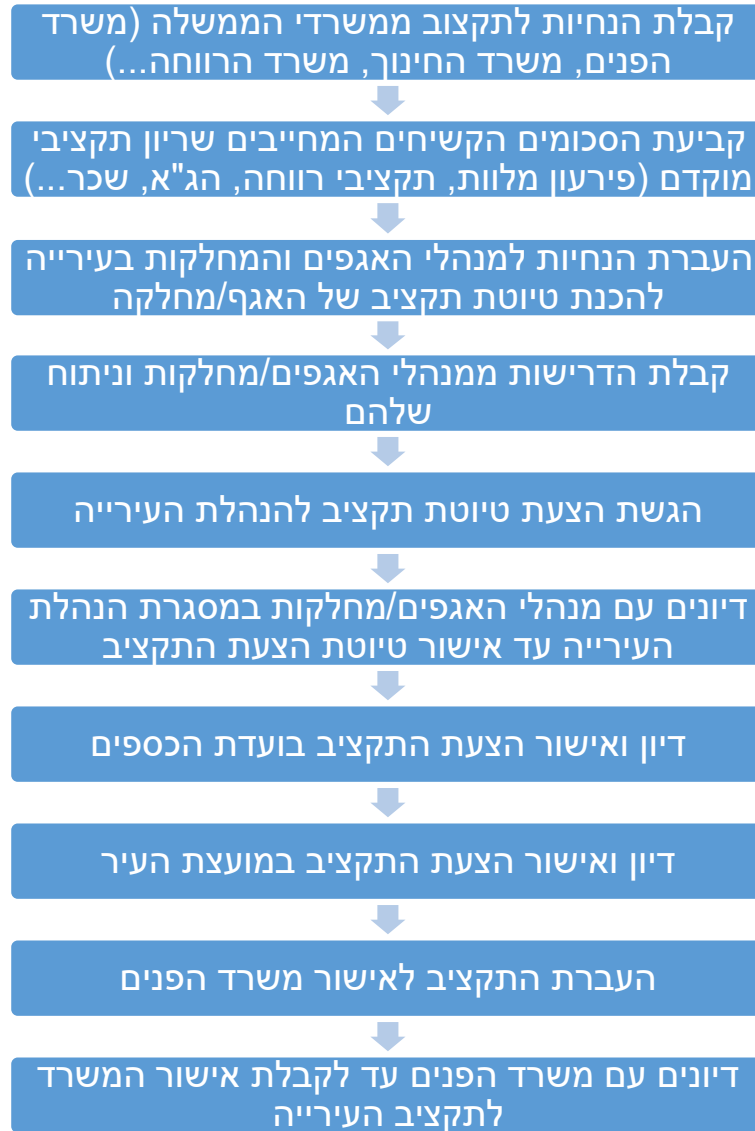 קבלת הנחיות לתקצוב ממשרדי הממשלה (משרד
הפנים, משרד החינוך, משרד הרווחה...)
קביעת הסכומים הקשיחים המחייבים שריון תקציבי
מוקדם (פירעון מלוות, תקציבי רווחה, הג"א, שכר...)
העברת הנחיות למנהלי האגפים והמחלקות בעירייה
להכנת טיוטת תקציב של האגף/מחלקה
קבלת הדרישות ממנהלי האגפים/מחלקות וניתוח
שלהם
הגשת הצעת טיוטת תקציב להנהלת העירייה
דיונים עם מנהלי האגפים/מחלקות במסגרת הנהלת
העירייה עד אישור טיוטת הצעת התקציב
דיון ואישור הצעת התקציב בועדת הכספים
דיון ואישור הצעת התקציב במועצת העיר
העברת התקציב לאישור משרד הפנים
דיונים עם משרד הפנים עד לקבלת אישור המשרד
לתקציב העירייה